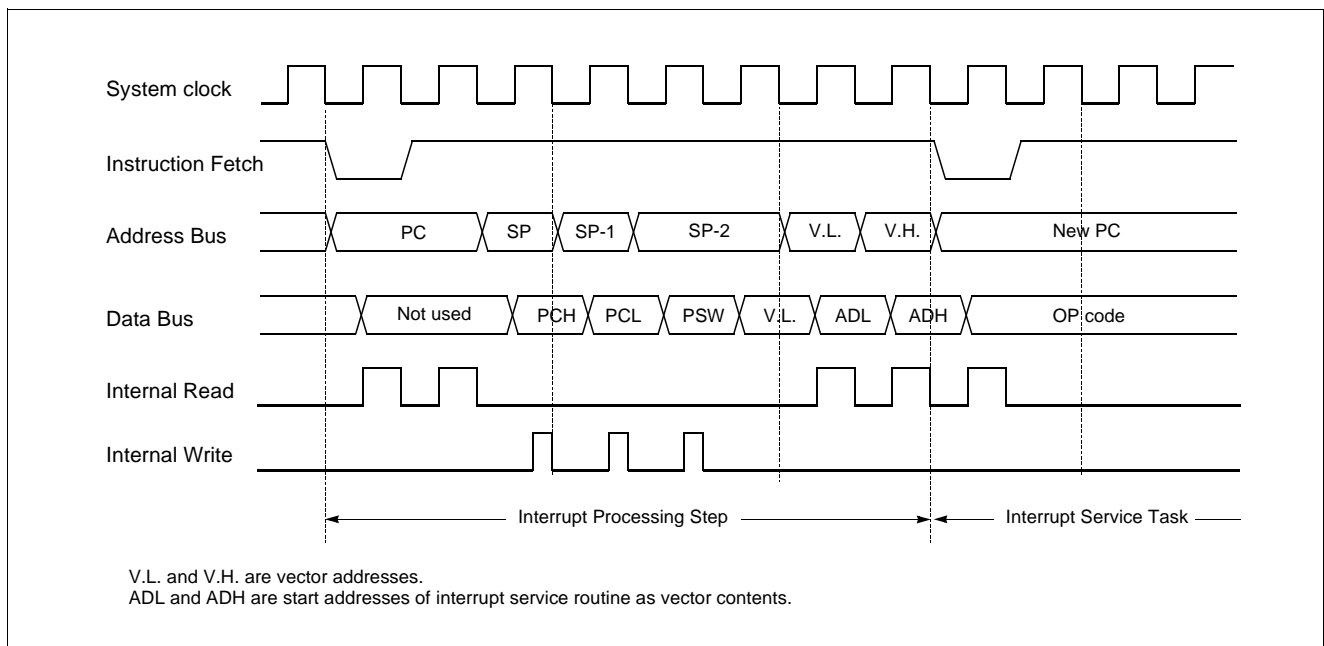 System clock
Instruction Fetch
Address Bus PC SP SP-1 SP-2 V.L. V.H. New PC
Data Bus Not used PCH PCL PSW V.L. ADL ADH OP code
Internal Read
Internal Write
Interrupt Processing Step Interrupt Service Task
V.L. and V.H. are vector addresses.
ADL and ADH are start addresses of interrupt service routine as vector contents.